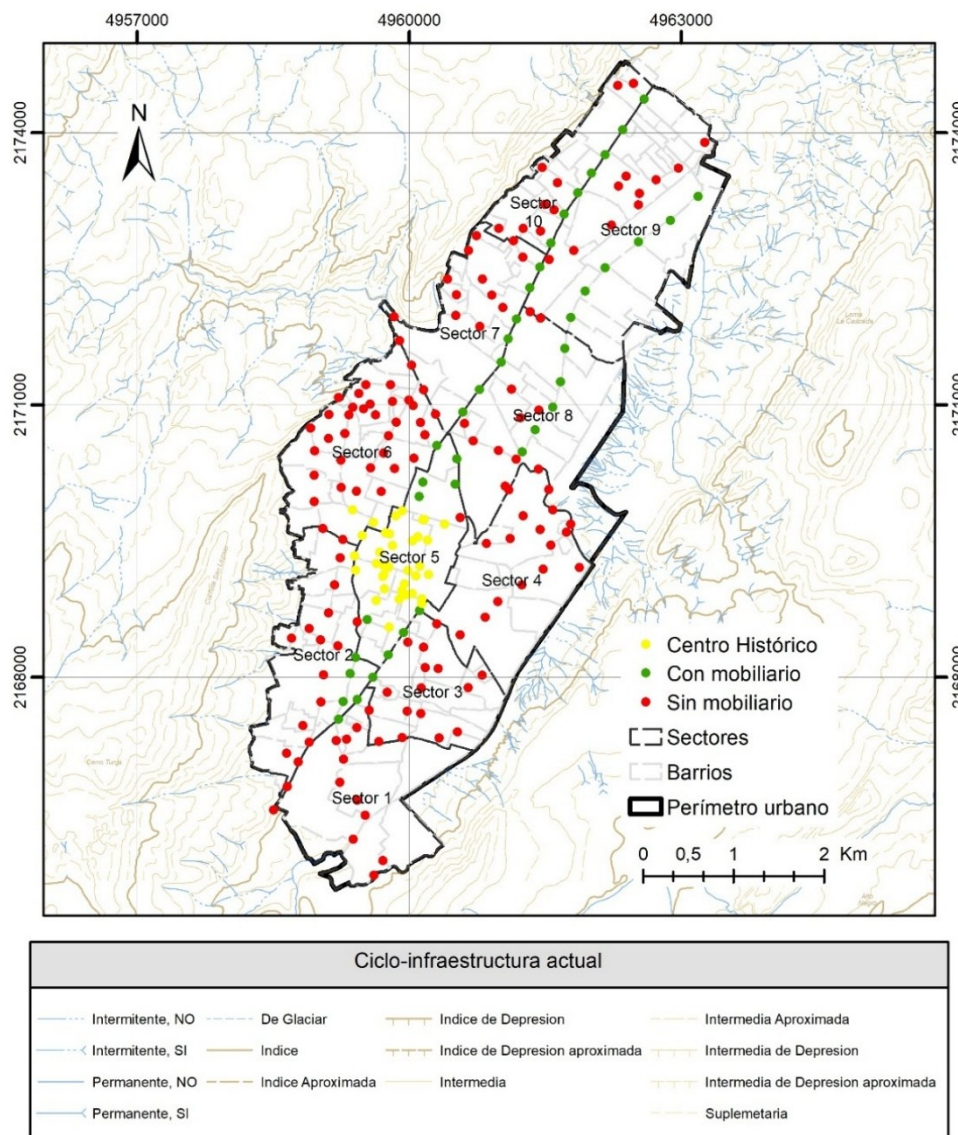 4957000 4960000 4963000
N
2174000 2174000
Sector
10
Sector 9
Sector 7
2171000 2171000
Sector 8
Sector 6
Sector 5
Sector 4
Sector 2
2168000 2168000
Sector 3
Sector 1
Centro Histórico
Con mobiliario
Sin mobiliario
Sectores
Barrios
Perímetro urbano
0 0,5 1 2 Km
Ciclo-infraestructura actual
Intermitente, NO De Glaciar Indice de Depresion Intermedia Aproximada
Intermitente, SI Indice Indice de Depresion aproximada Intermedia de Depresion
Permanente, NO Indice Aproximada Intermedia Intermedia de Depresion aproximada
Permanente, SI Suplemetaria